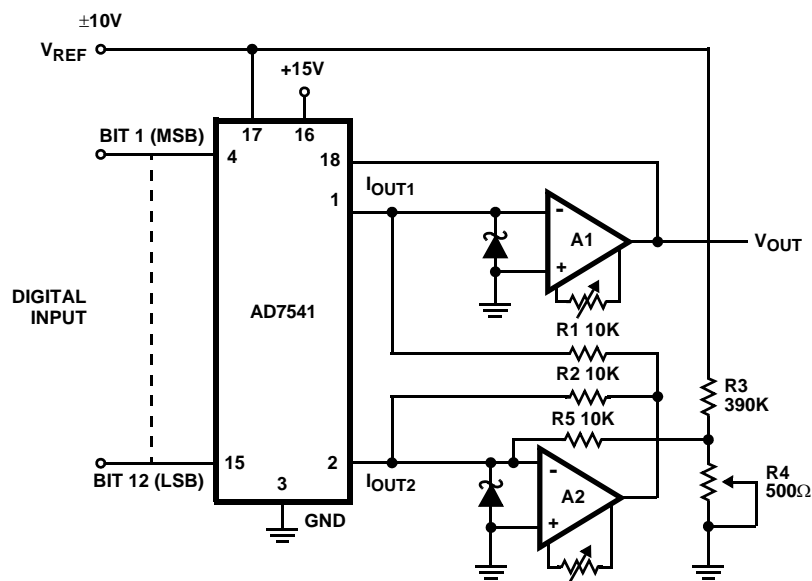 ±10V
V_REF
+15V
BIT 1 (MSB)
17
16
4
18
I_OUT1
1
-
A1
+
V_OUT
DIGITAL
INPUT
AD7541
R1 10K
R2 10K
R3
390K
R5 10K
15
2
BIT 12 (LSB)
I_OUT2
3
GND
-
A2
+
R4
500Ω